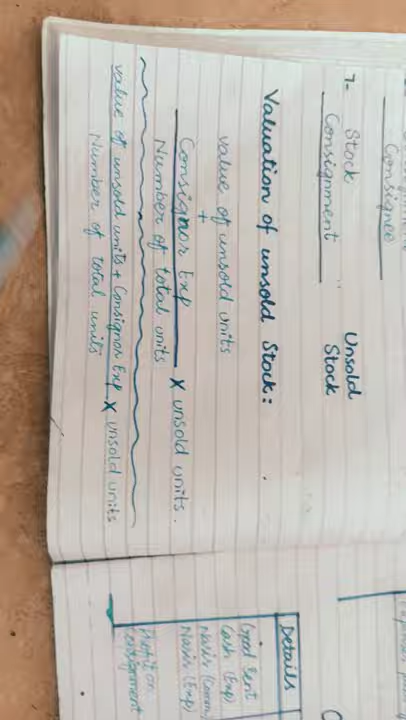 Consignee
7- Stock Unsold
Consignment Stock
Valuation of unsold Stock:
value of unsold units
+
Consignor Exp X unsold units.
Number of total units
value of unsold units + Consignor Exp X unsold units
Number of total units
Details
Good Sent
Cash (Exp)
Consignment